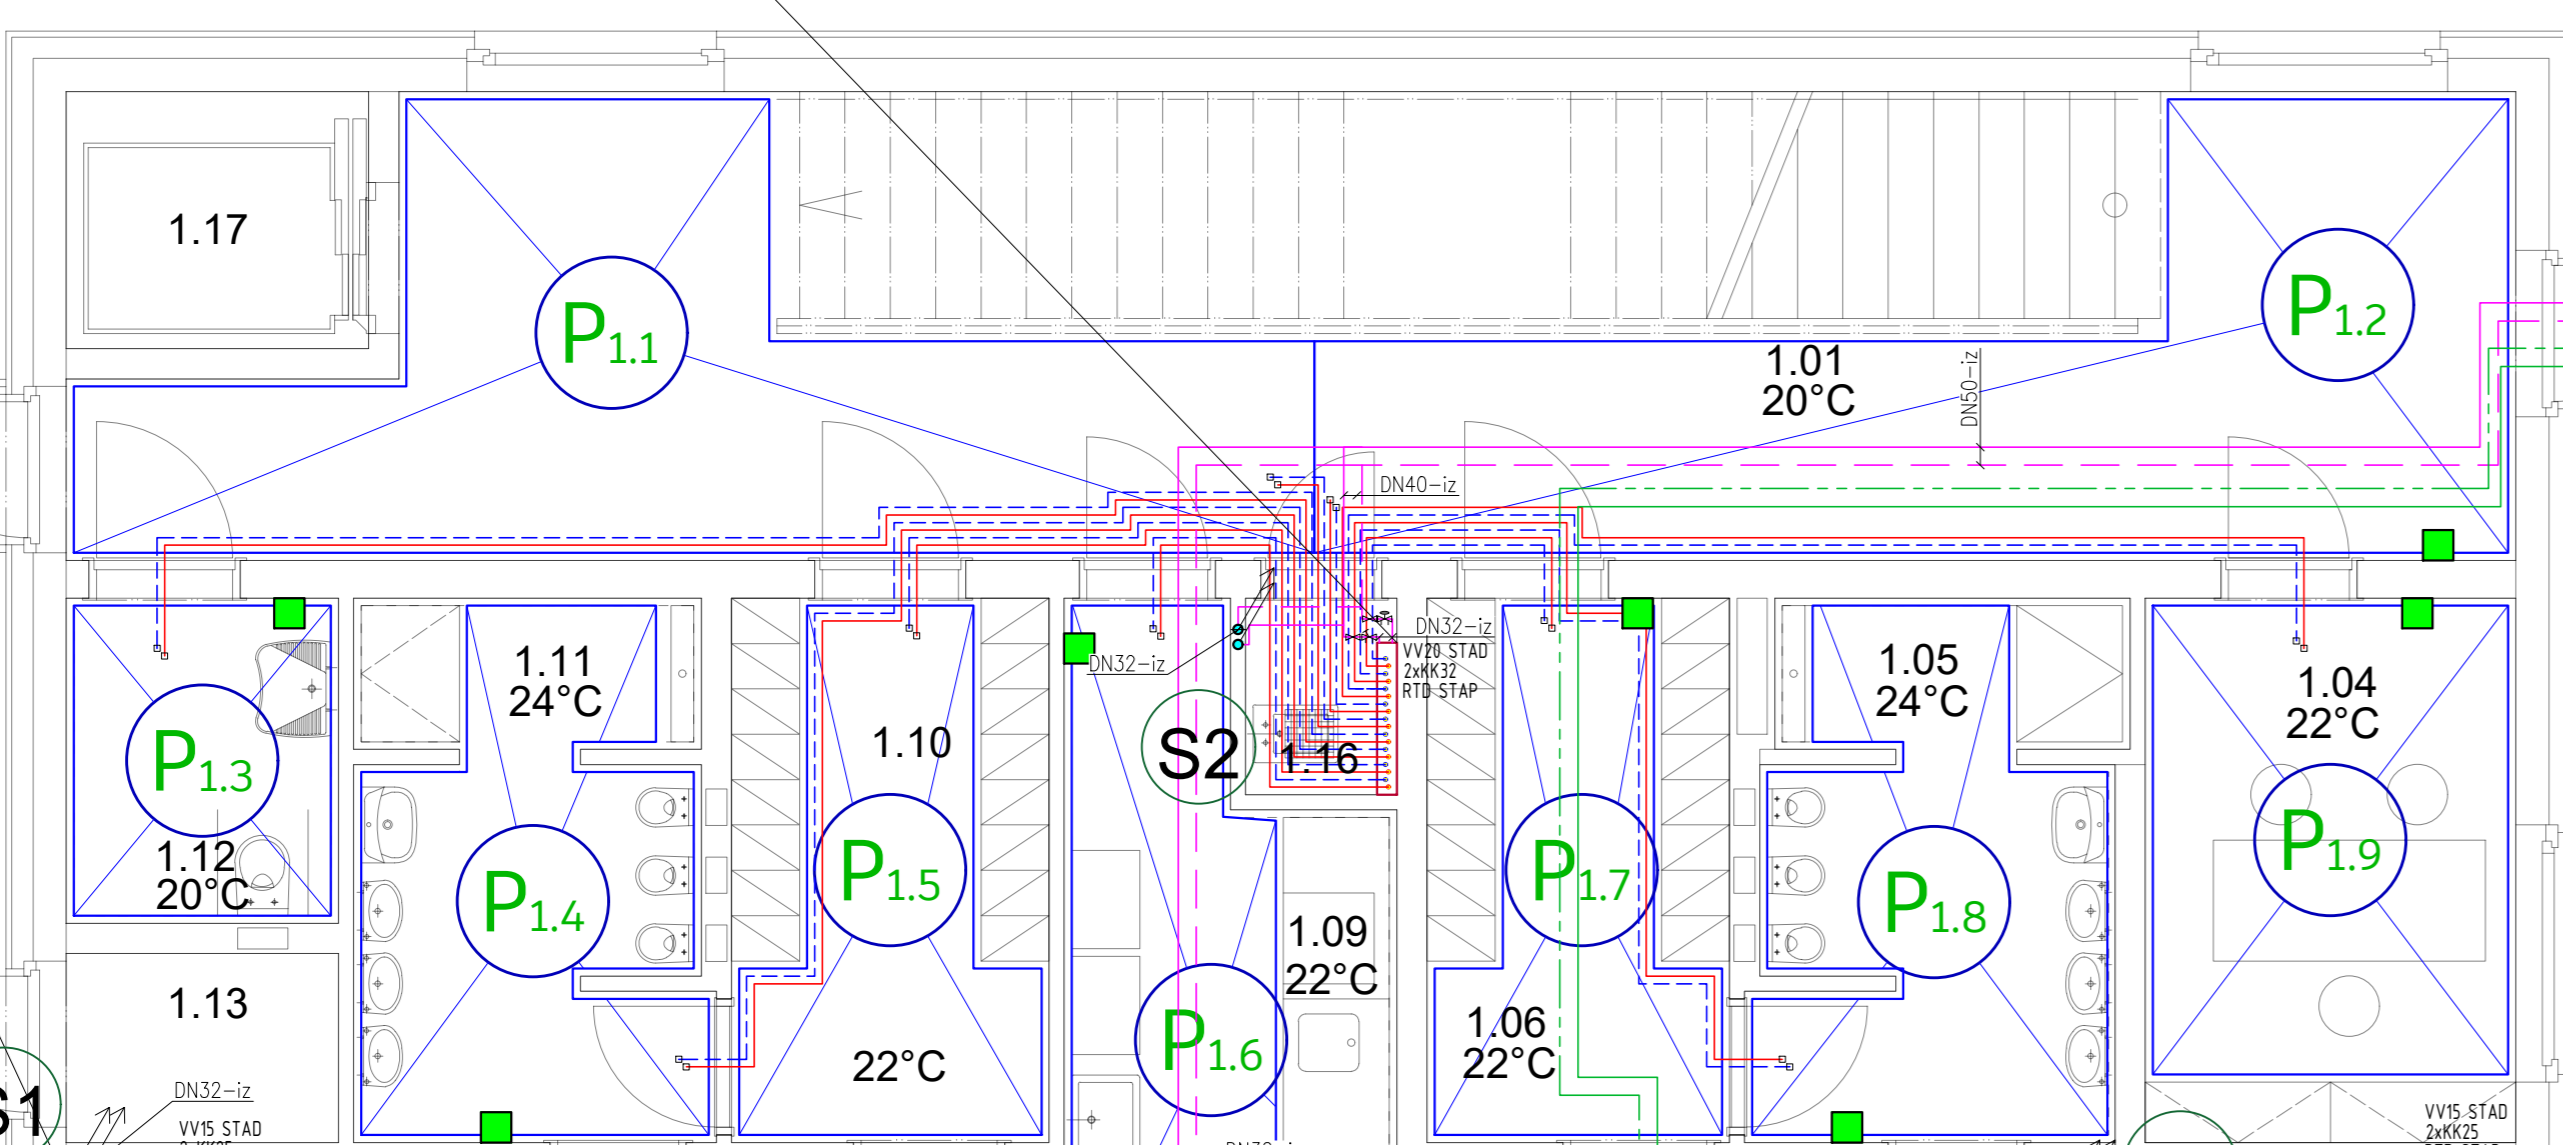 1.17
P1.1
P1.2
1.01
20°C
DN50-iz
DN40-iz
1.11
24°C
1.10
DN32-iz
DN32-iz
VV20 STAD
2xKK32
RTD STAP
1.05
24°C
1.04
22°C
P1.3
S2
1.16
1.12
20°C
P1.4
P1.5
P1.7
P1.8
P1.9
1.09
22°C
1.13
P1.6
1.06
22°C
22°C
S1
DN32-iz
VV15 STAD
VV15 STAD
2xKK25